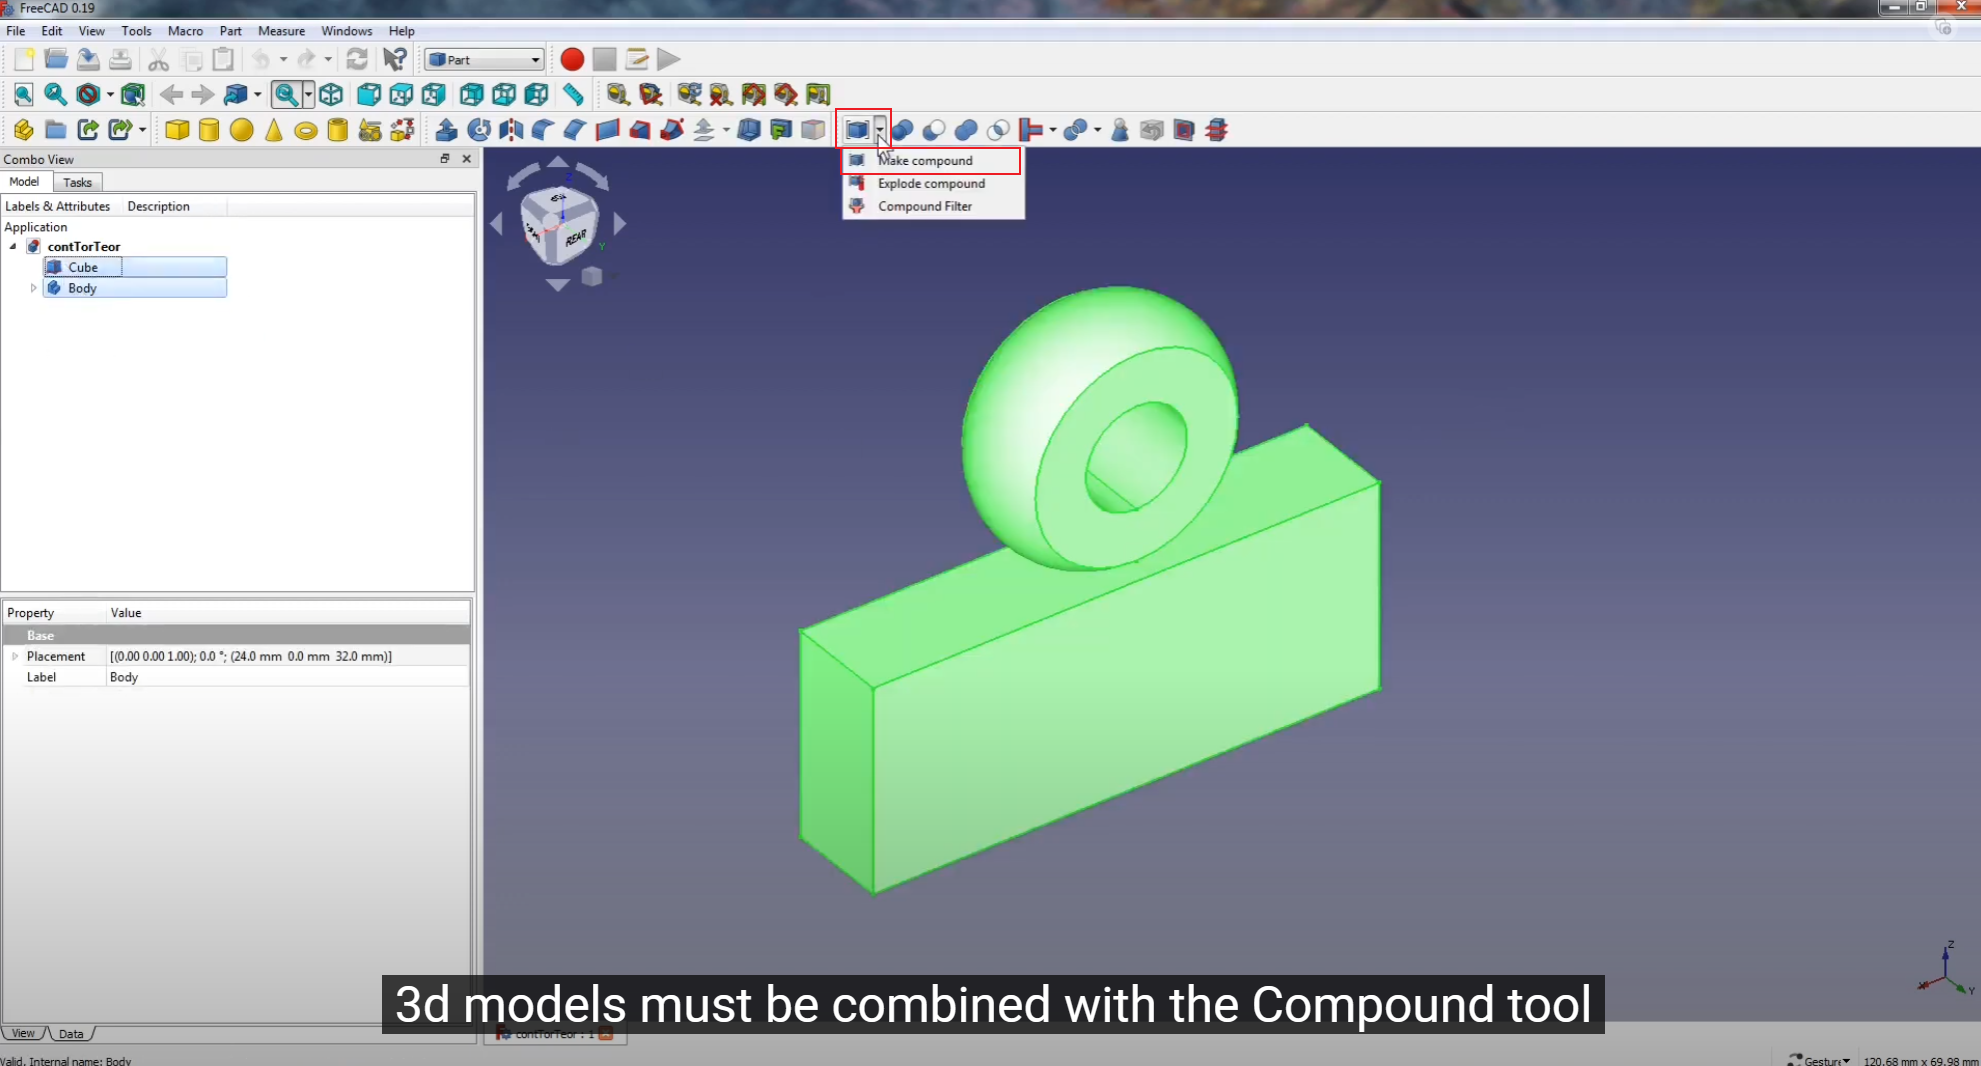 FreeCAD 0.19
File Edit View Tools Macro Part Measure Windows Help
Part
Combo View
Model Tasks
Labels & Attributes Description
Application
contTorTeor
Cube
Body
Make compound
Explode compound
Compound Filter
Z
REAR
Y
Property Value
Base
Placement [(0.00 0.00 1.00); 0.0 °; (24.0 mm 0.0 mm 32.0 mm)]
Label Body
Z
X
Y
3d models must be combined with the Compound tool
View Data
contTorTeor : 1
Valid, Internal name: Body
Gesture
120.68 mm x 69.98 mm